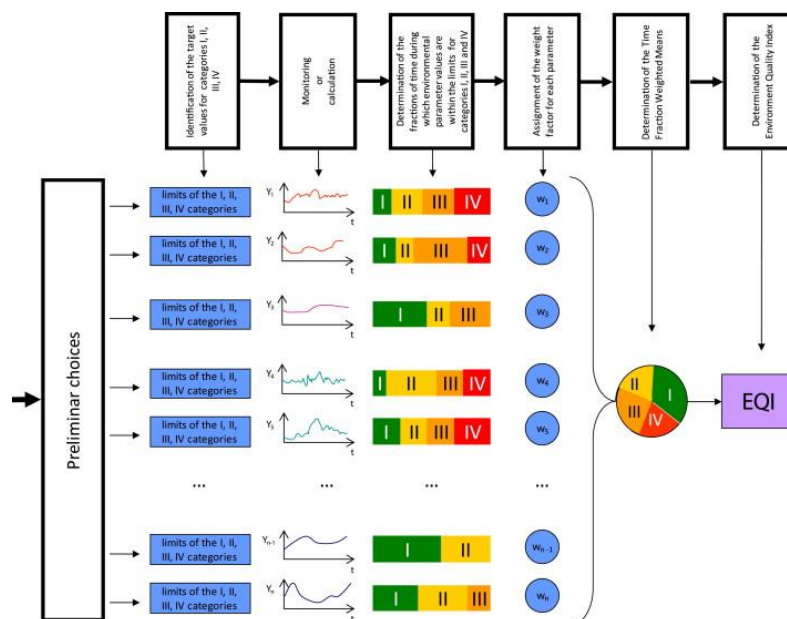 Identification of the target
values for categories I, II,
III, IV
Monitoring
or
calculation
Determination of the
fractions of time during
which environmental
parameter values are
within the limits for
categories I, II, III and IV
Assignment of the weight
factor for each parameter
Determination of the Time
Fraction Weighted Means
Determination of the
Environment Quality Index
Preliminar choices
limits of the I, II,
III, IV categories
Y1
t
I II III IV
w1
limits of the I, II,
III, IV categories
Y2
t
I II III IV
w2
limits of the I, II,
III, IV categories
Y3
t
I II III
w3
limits of the I, II,
III, IV categories
Y4
t
I II III IV
w4
limits of the I, II,
III, IV categories
Y5
t
I II III IV
w5
... ... ... ...
limits of the I, II,
III, IV categories
Yn-1
t
I II
wn-1
limits of the I, II,
III, IV categories
Yn
t
I II III
wn
II I
III IV
EQI